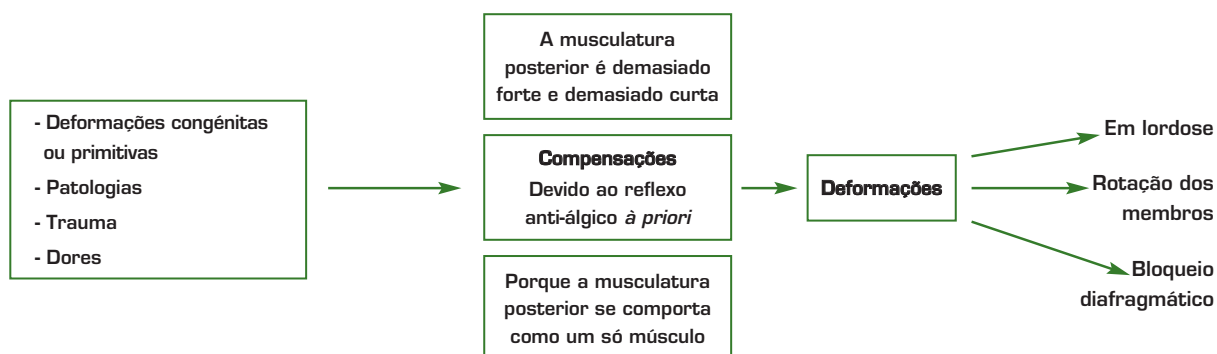 - Deformações congénitas
ou primitivas
- Patologias
- Trauma
- Dores
A musculatura
posterior é demasiado
forte e demasiado curta
Compensações
Devido ao reflexo
anti-álgico à priori
Porque a musculatura
posterior se comporta
como um só músculo
Deformações
Em lordose
Rotação dos
membros
Bloqueio
diafragmático